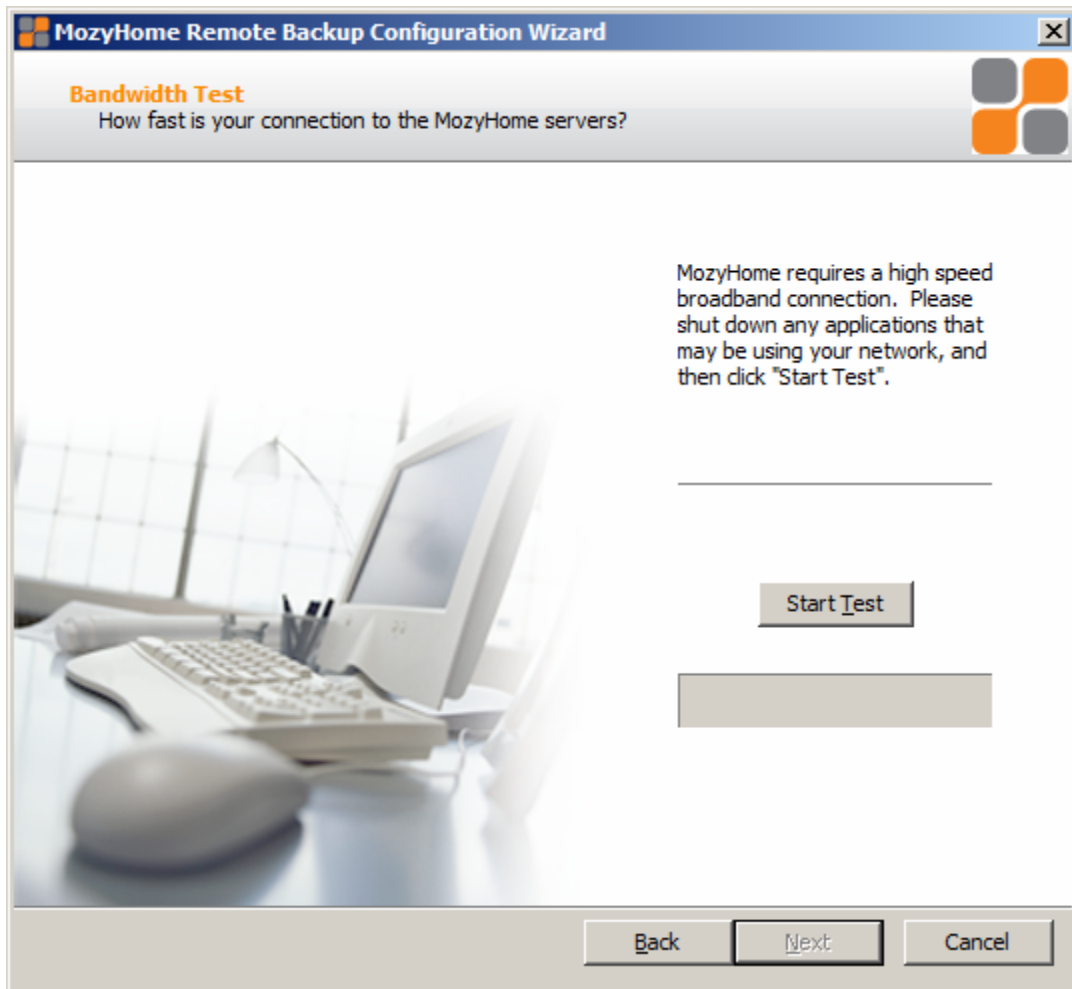 MozyHome Remote Backup Configuration Wizard
Bandwidth Test
How fast is your connection to the MozyHome servers?
MozyHome requires a high speed
broadband connection.  Please
shut down any applications that
may be using your network, and
then click "Start Test".
Start Test
Back
Next
Cancel